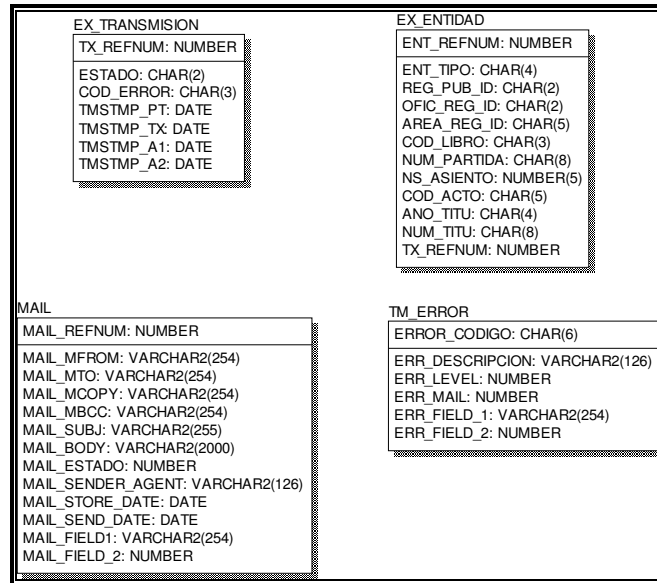 EX_TRANSMISION
TX_REFNUM: NUMBER
ESTADO: CHAR(2)
COD_ERROR: CHAR(3)
TMSTMP_PT: DATE
TMSTMP_TX: DATE
TMSTMP_A1: DATE
TMSTMP_A2: DATE
EX_ENTIDAD
ENT_REFNUM: NUMBER
ENT_TIPO: CHAR(4)
REG_PUB_ID: CHAR(2)
OFIC_REG_ID: CHAR(2)
AREA_REG_ID: CHAR(5)
COD_LIBRO: CHAR(3)
NUM_PARTIDA: CHAR(8)
NS_ASIENTO: NUMBER(5)
COD_ACTO: CHAR(5)
ANO_TITU: CHAR(4)
NUM_TITU: CHAR(8)
TX_REFNUM: NUMBER
MAIL
MAIL_REFNUM: NUMBER
MAIL_MFROM: VARCHAR2(254)
MAIL_MTO: VARCHAR2(254)
MAIL_MCOPY: VARCHAR2(254)
MAIL_MBCC: VARCHAR2(254)
MAIL_SUBJ: VARCHAR2(255)
MAIL_BODY: VARCHAR2(2000)
MAIL_ESTADO: NUMBER
MAIL_SENDER_AGENT: VARCHAR2(126)
MAIL_STORE_DATE: DATE
MAIL_SEND_DATE: DATE
MAIL_FIELD1: VARCHAR2(254)
MAIL_FIELD_2: NUMBER
TM_ERROR
ERROR_CODIGO: CHAR(6)
ERR_DESCRIPCION: VARCHAR2(126)
ERR_LEVEL: NUMBER
ERR_MAIL: NUMBER
ERR_FIELD_1: VARCHAR2(254)
ERR_FIELD_2: NUMBER